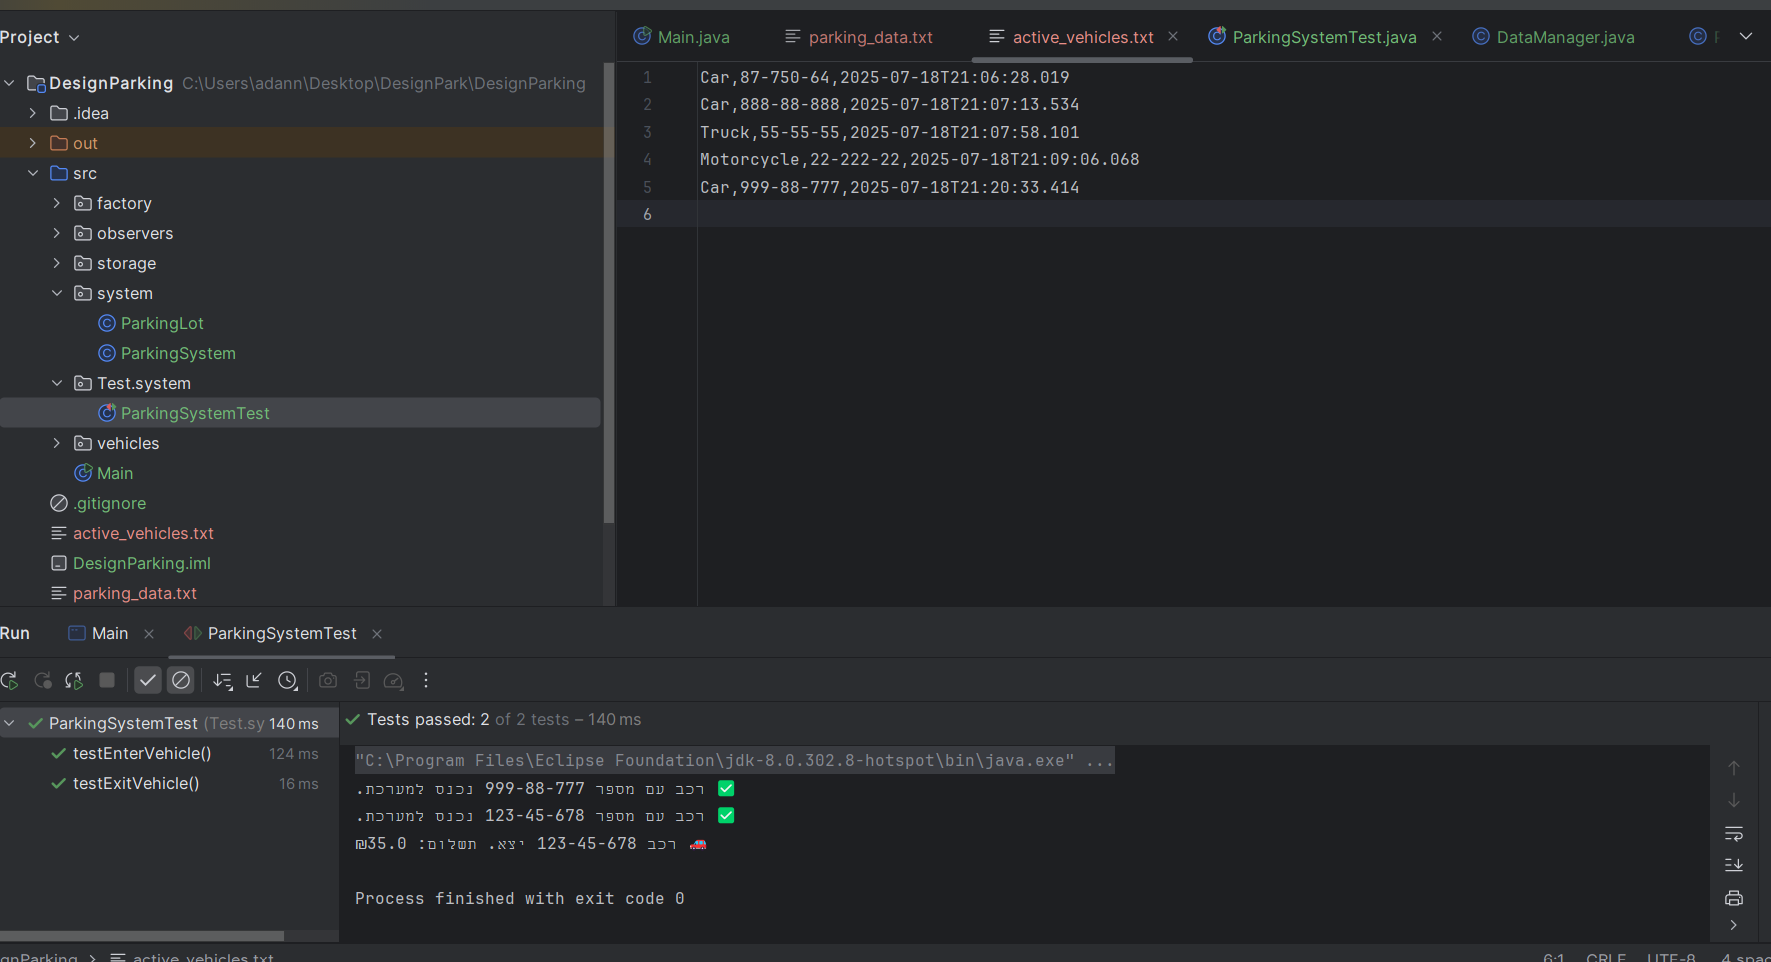 Project
DesignParking C:\Users\adann\Desktop\DesignPark\DesignParking
.idea
out
src
factory
observers
storage
system
ParkingLot
ParkingSystem
Test.system
ParkingSystemTest
vehicles
Main
.gitignore
active_vehicles.txt
DesignParking.iml
parking_data.txt
Main.java parking_data.txt active_vehicles.txt ParkingSystemTest.java DataManager.java
1 Car,87-750-64,2025-07-18T21:06:28.019
2 Car,888-88-888,2025-07-18T21:07:13.534
3 Truck,55-55-55,2025-07-18T21:07:58.101
4 Motorcycle,22-222-22,2025-07-18T21:09:06.068
5 Car,999-88-777,2025-07-18T21:20:33.414
6
Run Main ParkingSystemTest
ParkingSystemTest (Test.sy 140 ms
testEnterVehicle() 124 ms
testExitVehicle() 16 ms
Tests passed: 2 of 2 tests – 140 ms
"C:\Program Files\Eclipse Foundation\jdk-8.0.302.8-hotspot\bin\java.exe" ...
✅ רכב עם מספר 999-88-777 נכנס למערכת.
✅ רכב עם מספר 123-45-678 נכנס למערכת.
🚗 רכב 123-45-678 יצא. תשלום: 35.0₪
Process finished with exit code 0
gnParking > active_vehicles.txt
6:1 CRLF UTF-8 4 spac